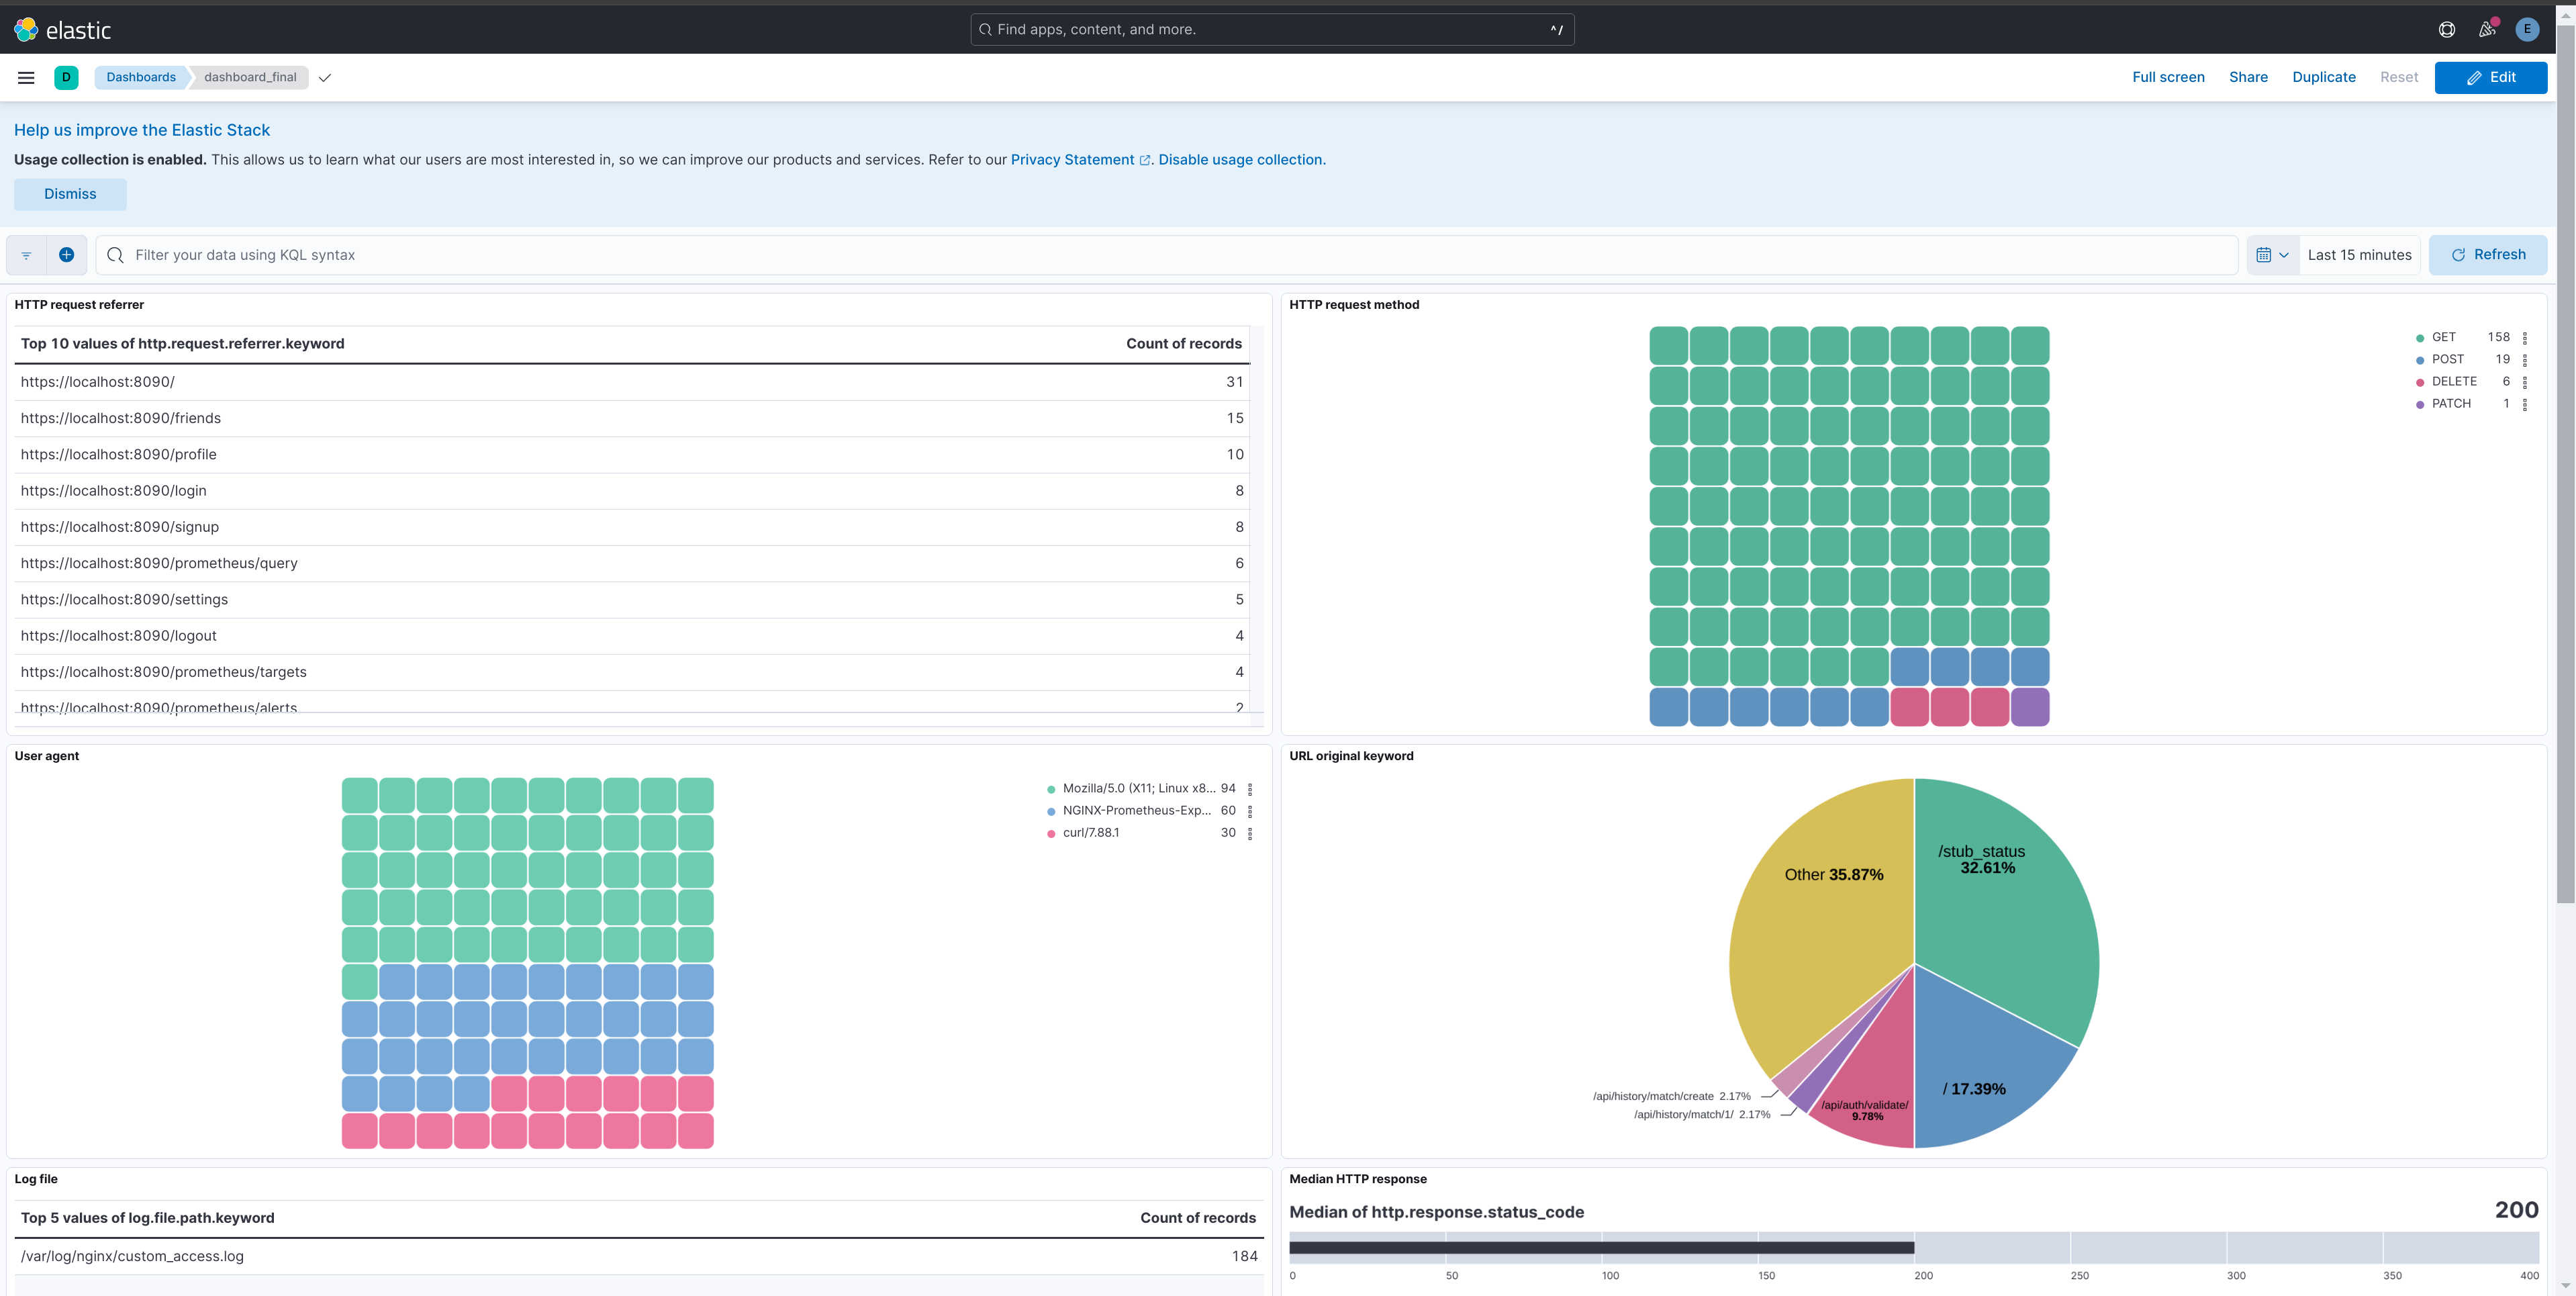 elastic
Find apps, content, and more.
^/
E
D
Dashboards
dashboard_final
Full screen
Share
Duplicate
Reset
Edit
Help us improve the Elastic Stack
Usage collection is enabled. This allows us to learn what our users are most interested in, so we can improve our products and services. Refer to our Privacy Statement. Disable usage collection.
Dismiss
Filter your data using KQL syntax
Last 15 minutes
Refresh
HTTP request referrer
Top 10 values of http.request.referrer.keyword Count of records
https://localhost:8090/ 31
https://localhost:8090/friends 15
https://localhost:8090/profile 10
https://localhost:8090/login 8
https://localhost:8090/signup 8
https://localhost:8090/prometheus/query 6
https://localhost:8090/settings 5
https://localhost:8090/logout 4
https://localhost:8090/prometheus/targets 4
https://localhost:8090/prometheus/alerts 2
HTTP request method
GET 158
POST 19
DELETE 6
PATCH 1
User agent
Mozilla/5.0 (X11; Linux x8... 94
NGINX-Prometheus-Exp... 60
curl/7.88.1 30
URL original keyword
/stub_status
32.61%
Other 35.87%
/ 17.39%
/api/history/match/create 2.17%
/api/history/match/1/ 2.17%
/api/auth/validate/
9.78%
Log file
Top 5 values of log.file.path.keyword Count of records
/var/log/nginx/custom_access.log 184
Median HTTP response
Median of http.response.status_code 200
0 50 100 150 200 250 300 350 400